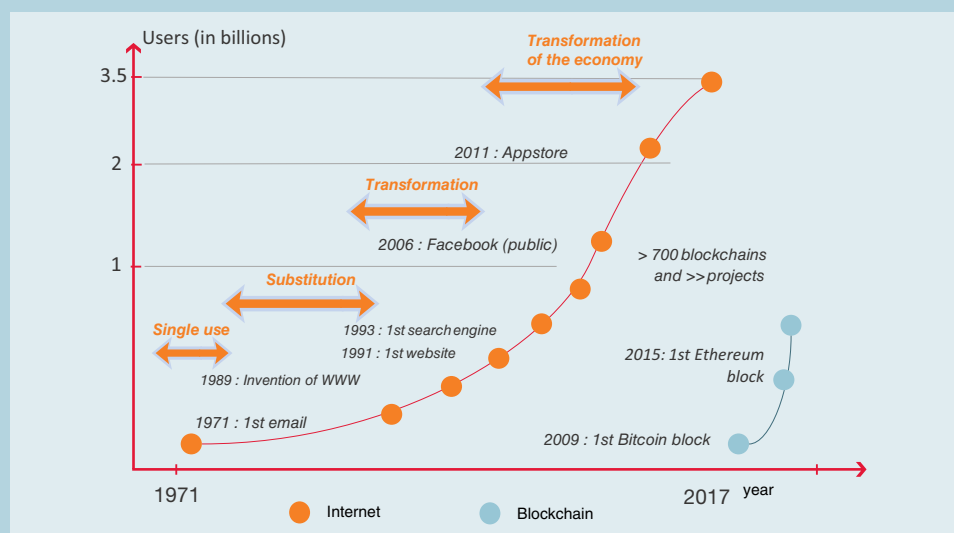 Users (in billions)
Transformation
of the economy
3.5
2011 : Appstore
2
Transformation
2006 : Facebook (public)
> 700 blockchains
and >> projects
1
Substitution
1993 : 1st search engine
Single use
1991 : 1st website
2015: 1st Ethereum
block
1989 : Invention of WWW
1971 : 1st email
2009 : 1st Bitcoin block
1971
2017
year
Internet
Blockchain